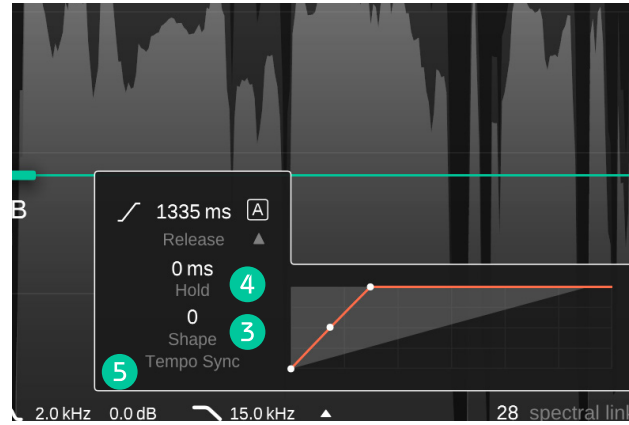 B
1335 ms A
Release
0 ms
Hold 4
0
Shape 3
Tempo Sync
5
2.0 kHz 0.0 dB 15.0 kHz 28 spectral link